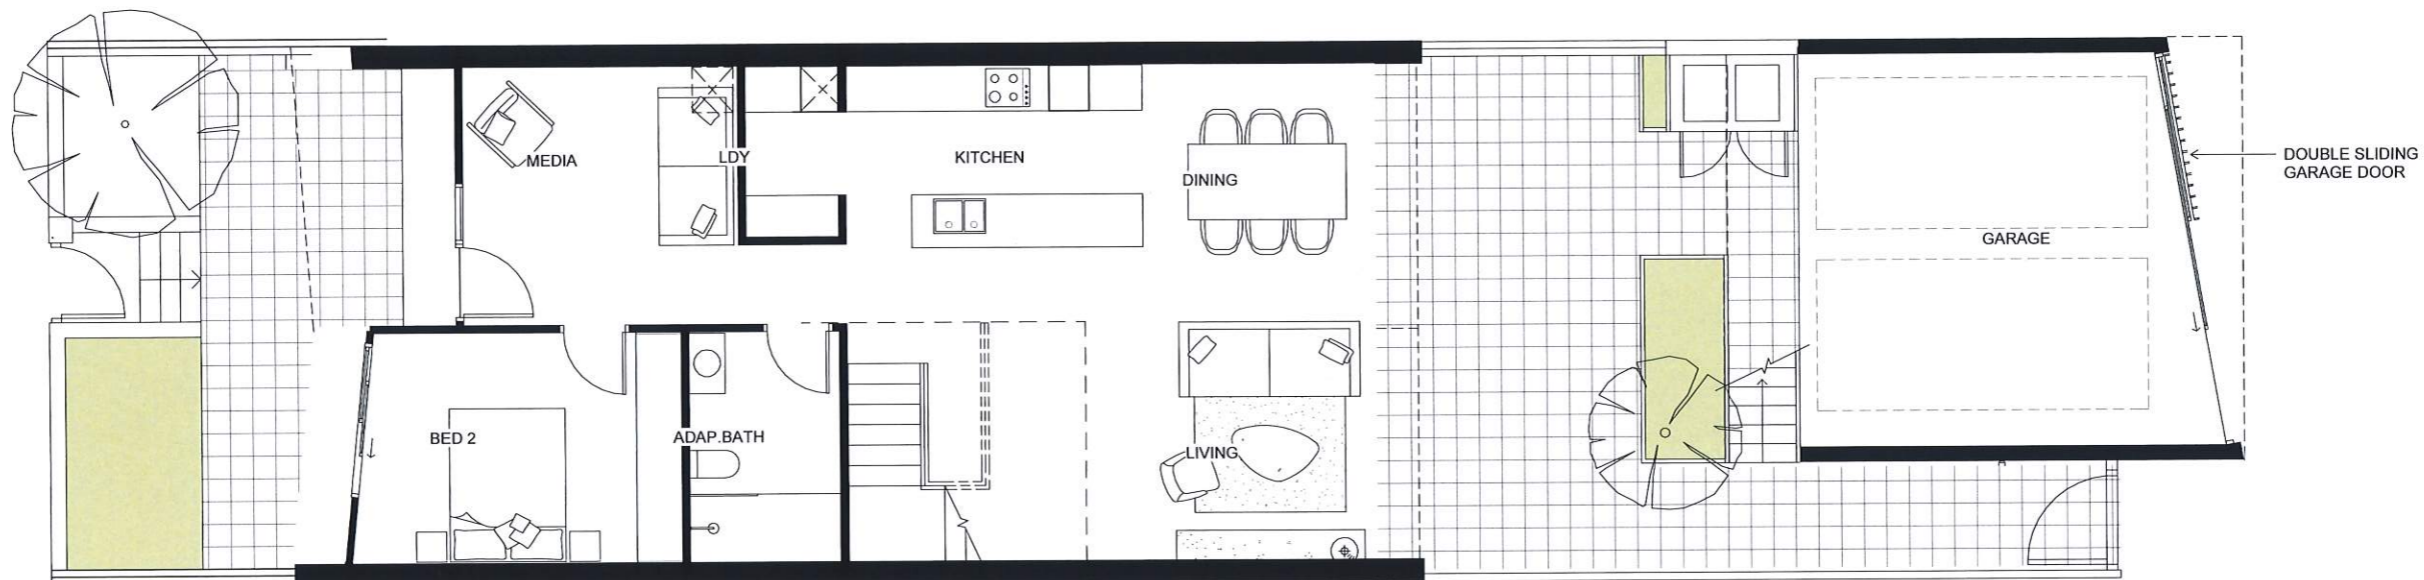 MEDIA
LDY
KITCHEN
DINING
DOUBLE SLIDING
GARAGE DOOR
GARAGE
BED 2
ADAP.BATH
LIVING